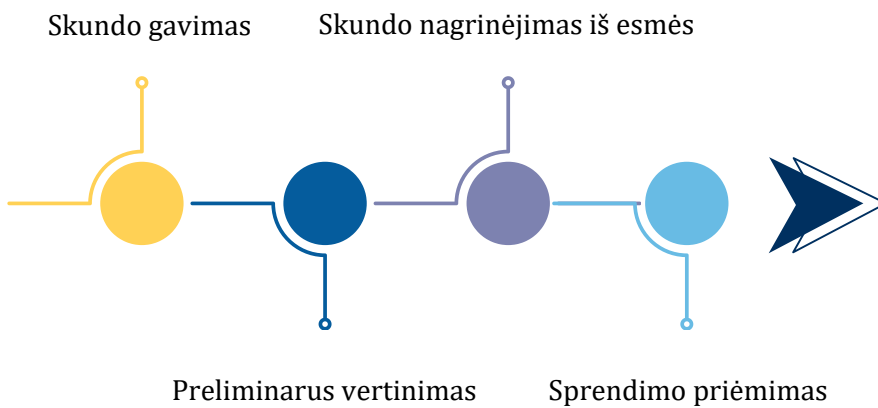 Skundo gavimas
Skundo nagrinėjimas iš esmės
Preliminarus vertinimas
Sprendimo priėmimas